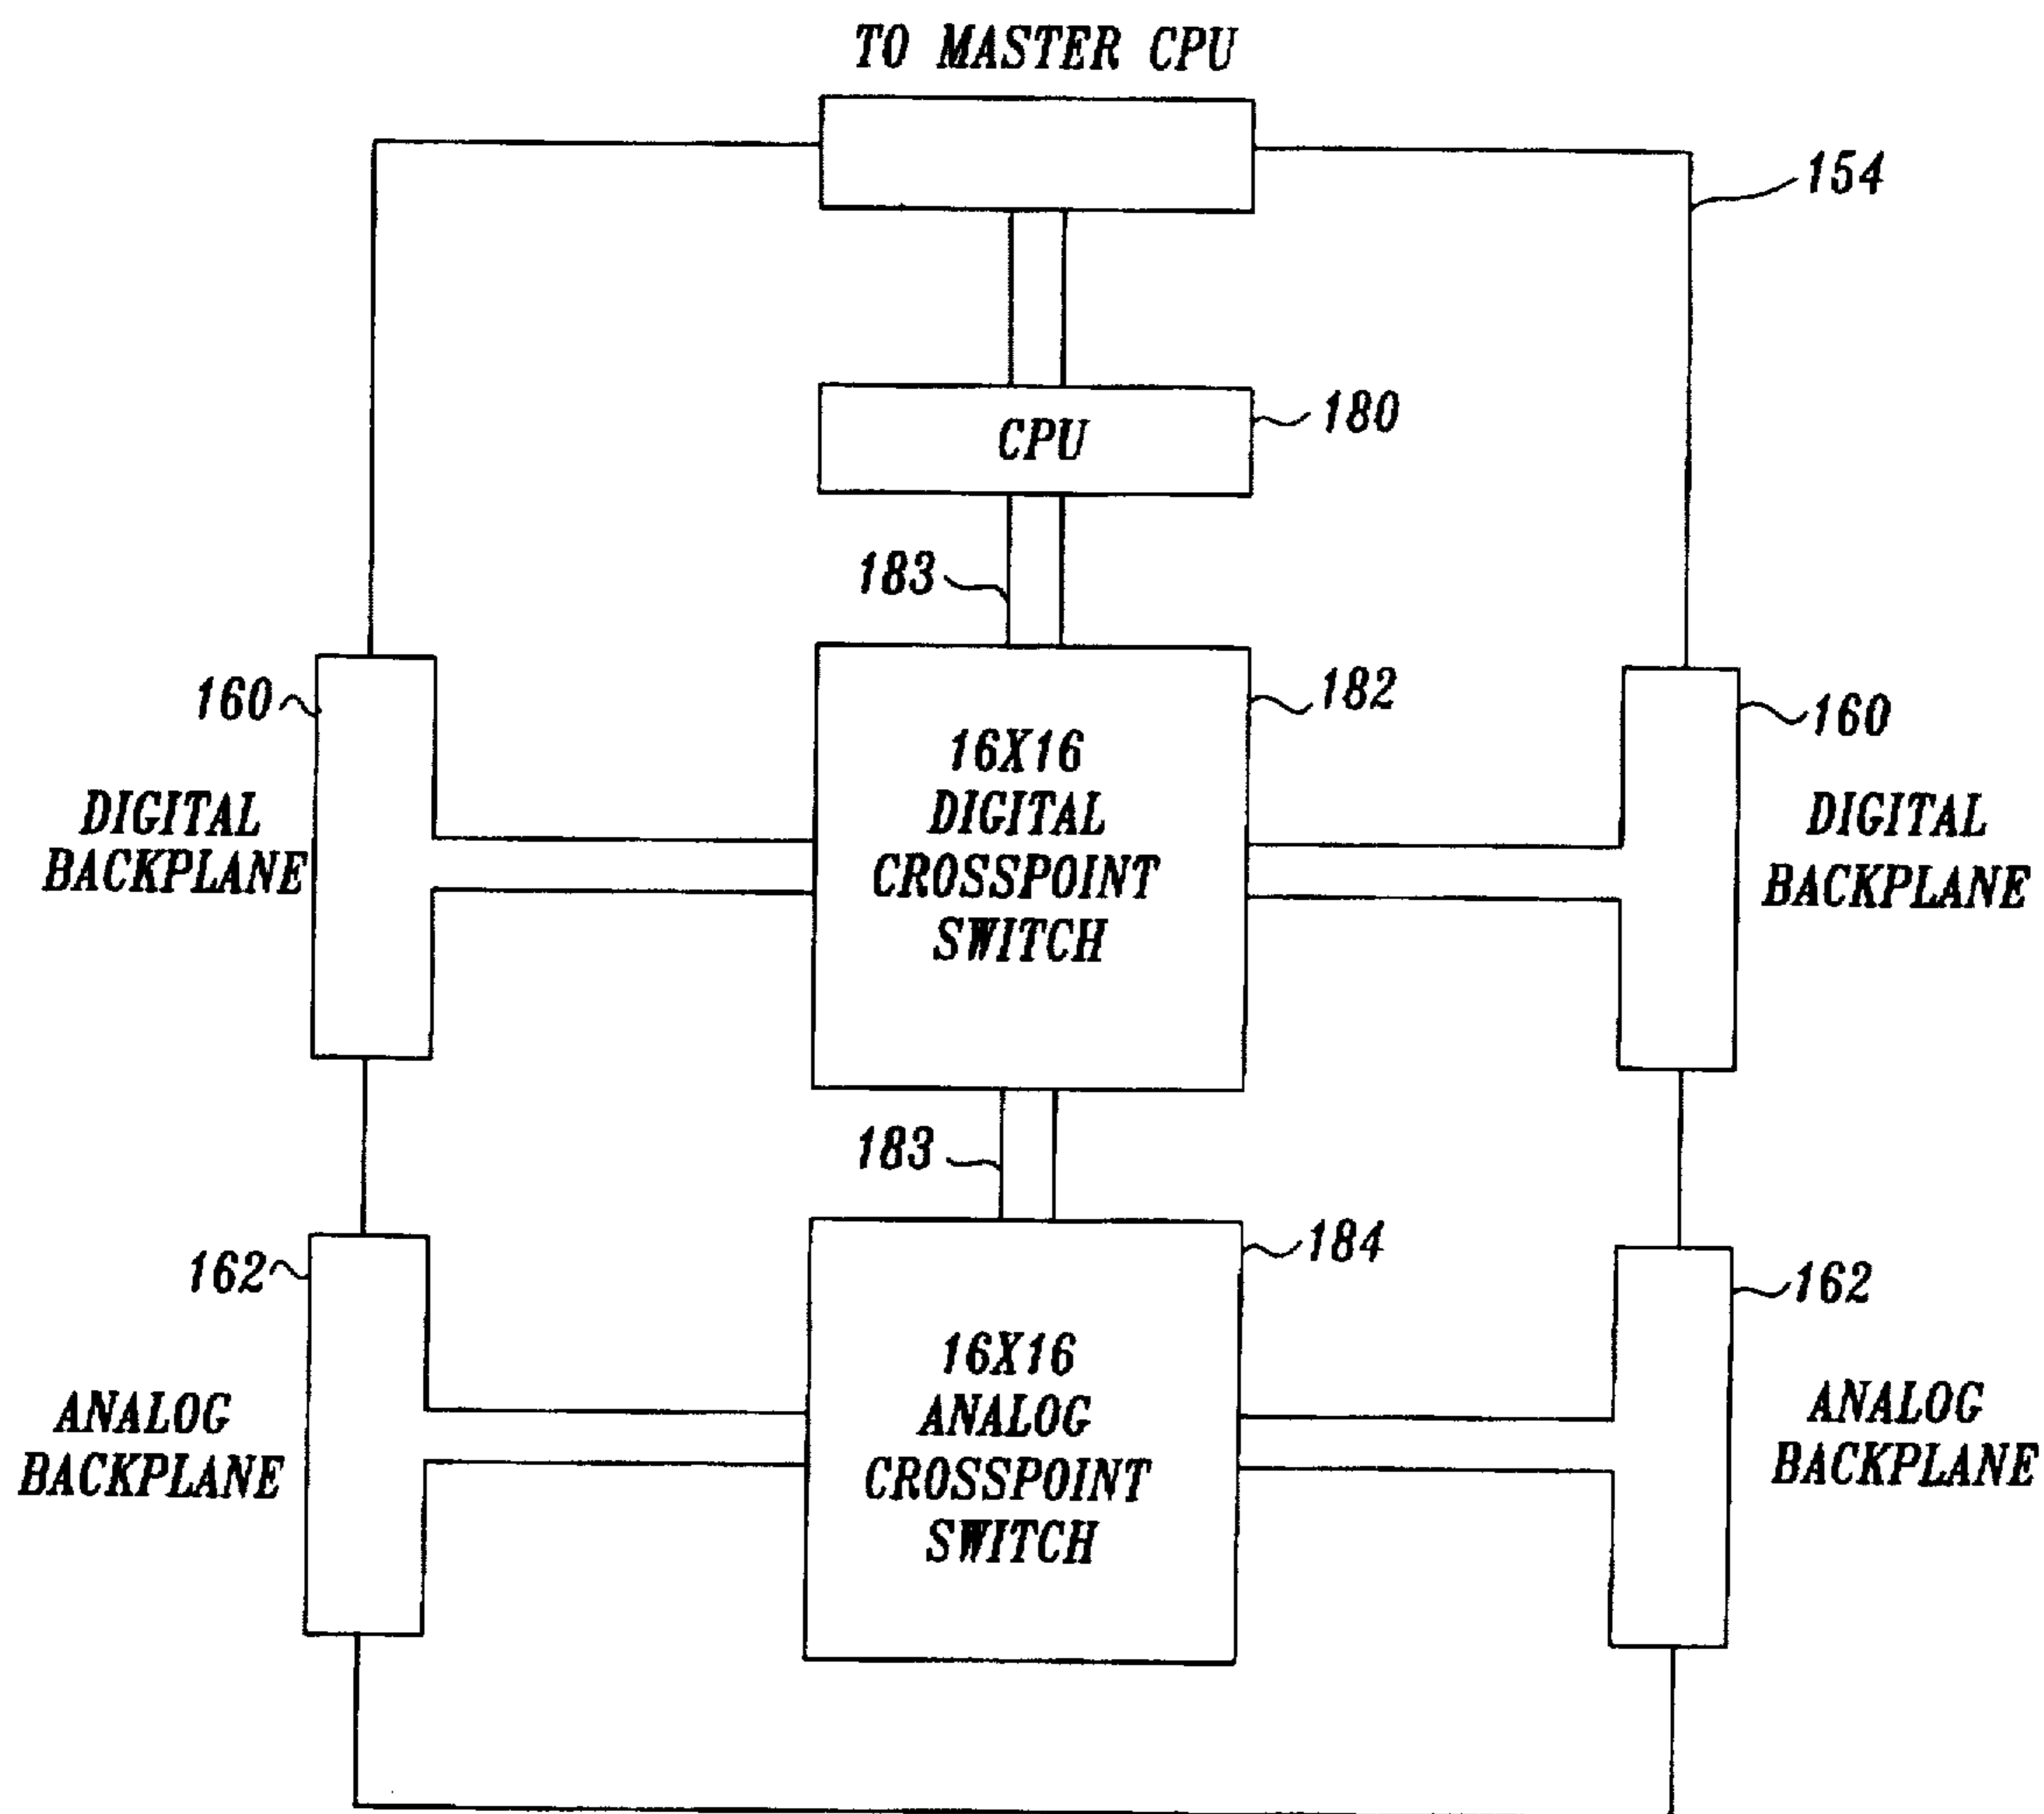 TO MASTER CPU
154
CPU
180
183
160
182
160
16X16
DIGITAL
CROSSPOINT
SWITCH
DIGITAL
BACKPLANE
DIGITAL
BACKPLANE
183
162
184
162
16X16
ANALOG
CROSSPOINT
SWITCH
ANALOG
BACKPLANE
ANALOG
BACKPLANE